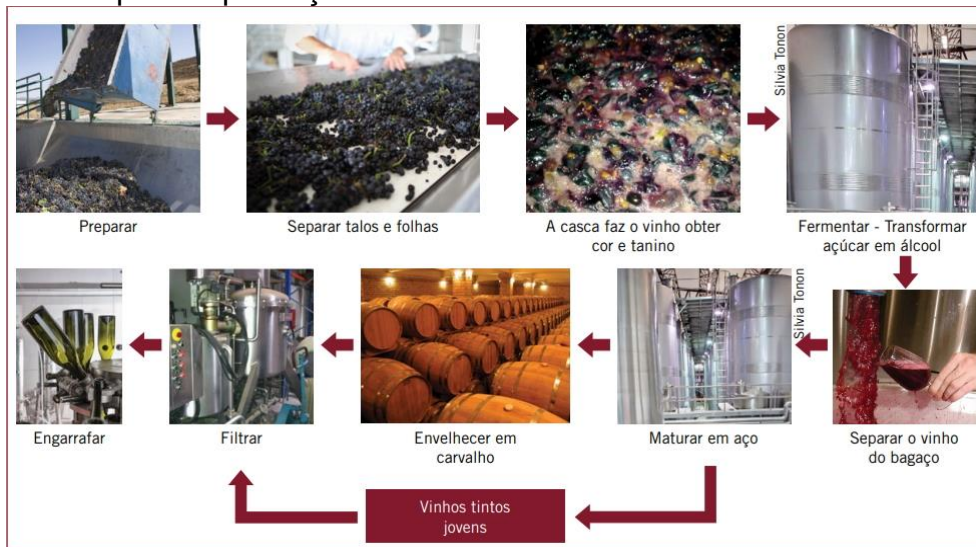 Preparar
Separar talos e folhas
A casca faz o vinho obter
cor e tanino
Silvia Tonon
Fermentar - Transformar
açúcar em álcool
Engarrafar
Filtrar
Envelhecer em
carvalho
Maturar em aço
Silvia Tonon
Separar o vinho
do bagaço
Vinhos tintos
jovens